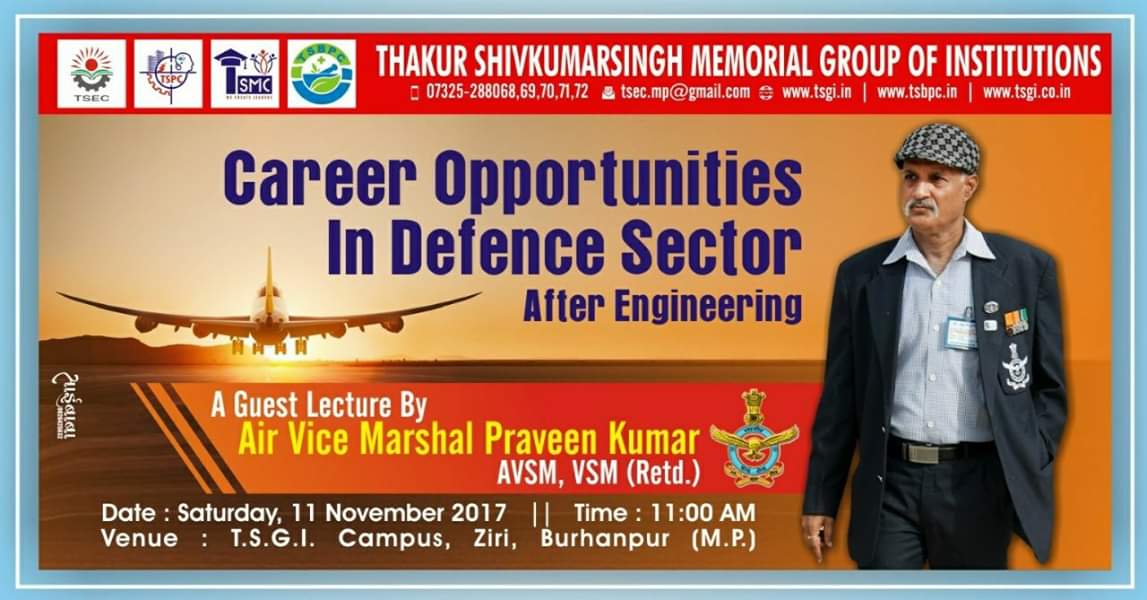 TSEC
TSPC
TSMC
WE CREATE LEADERS
TSBPC
THAKUR SHIVKUMARSINGH MEMORIAL GROUP OF INSTITUTIONS
07325-288068,69,70,71,72 tsec.mp@gmail.com www.tsgi.in | www.tsbpc.in | www.tsgi.co.in
Career Opportunities
In Defence Sector
After Engineering
A Guest Lecture By
Air Vice Marshal Praveen Kumar
AVSM, VSM (Retd.)
Date : Saturday, 11 November 2017 || Time : 11:00 AM
Venue : T.S.G.I. Campus, Ziri, Burhanpur (M.P.)